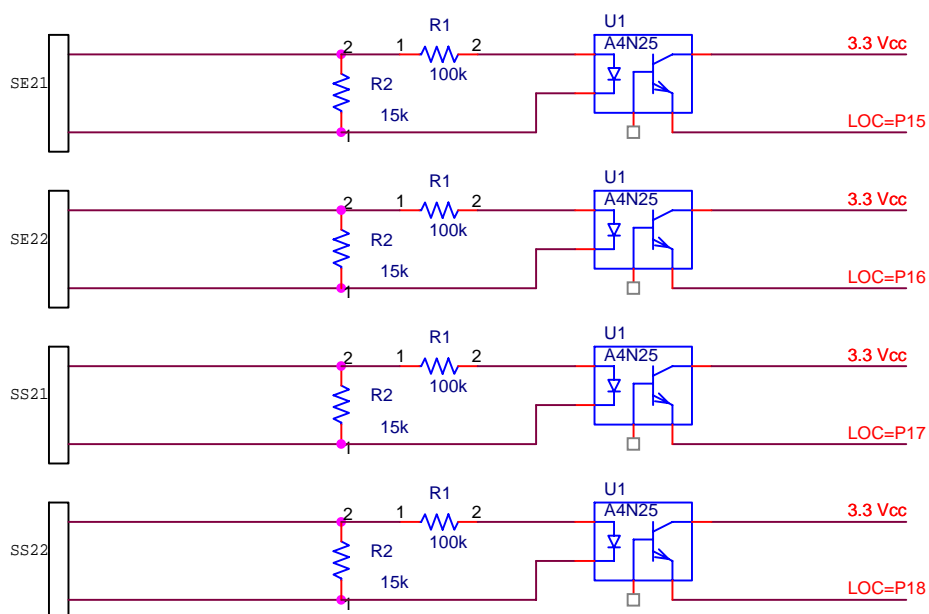 R1
U1
2
1
2
A4N25
3.3 Vcc
100k
SE21
R2
15k
LOC=P15
1
R1
U1
2
1
2
A4N25
3.3 Vcc
100k
SE22
R2
15k
LOC=P16
1
R1
U1
2
1
2
A4N25
3.3 Vcc
100k
SS21
R2
15k
LOC=P17
1
R1
U1
2
1
2
A4N25
3.3 Vcc
100k
SS22
R2
15k
LOC=P18
1